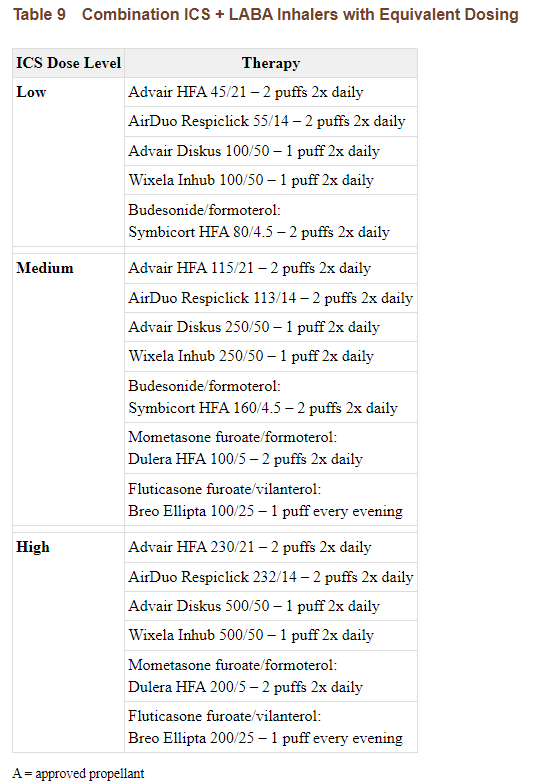 Table 9 Combination ICS + LABA Inhalers with Equivalent Dosing
ICS Dose Level Therapy
Low Advair HFA 45/21 – 2 puffs 2x daily
AirDuo Respiclick 55/14 – 2 puffs 2x daily
Advair Diskus 100/50 – 1 puff 2x daily
Wixela Inhub 100/50 – 1 puff 2x daily
Budesonide/formoterol:
Symbicort HFA 80/4.5 – 2 puffs 2x daily
Medium Advair HFA 115/21 – 2 puffs 2x daily
AirDuo Respiclick 113/14 – 2 puffs 2x daily
Advair Diskus 250/50 – 1 puff 2x daily
Wixela Inhub 250/50 – 1 puff 2x daily
Budesonide/formoterol:
Symbicort HFA 160/4.5 – 2 puffs 2x daily
Mometasone furoate/formoterol:
Dulera HFA 100/5 – 2 puffs 2x daily
Fluticasone furoate/vilanterol:
Breo Ellipta 100/25 – 1 puff every evening
High Advair HFA 230/21 – 2 puffs 2x daily
AirDuo Respiclick 232/14 – 2 puffs 2x daily
Advair Diskus 500/50 – 1 puff 2x daily
Wixela Inhub 500/50 – 1 puff 2x daily
Mometasone furoate/formoterol:
Dulera HFA 200/5 – 2 puffs 2x daily
Fluticasone furoate/vilanterol:
Breo Ellipta 200/25 – 1 puff every evening
A = approved propellant